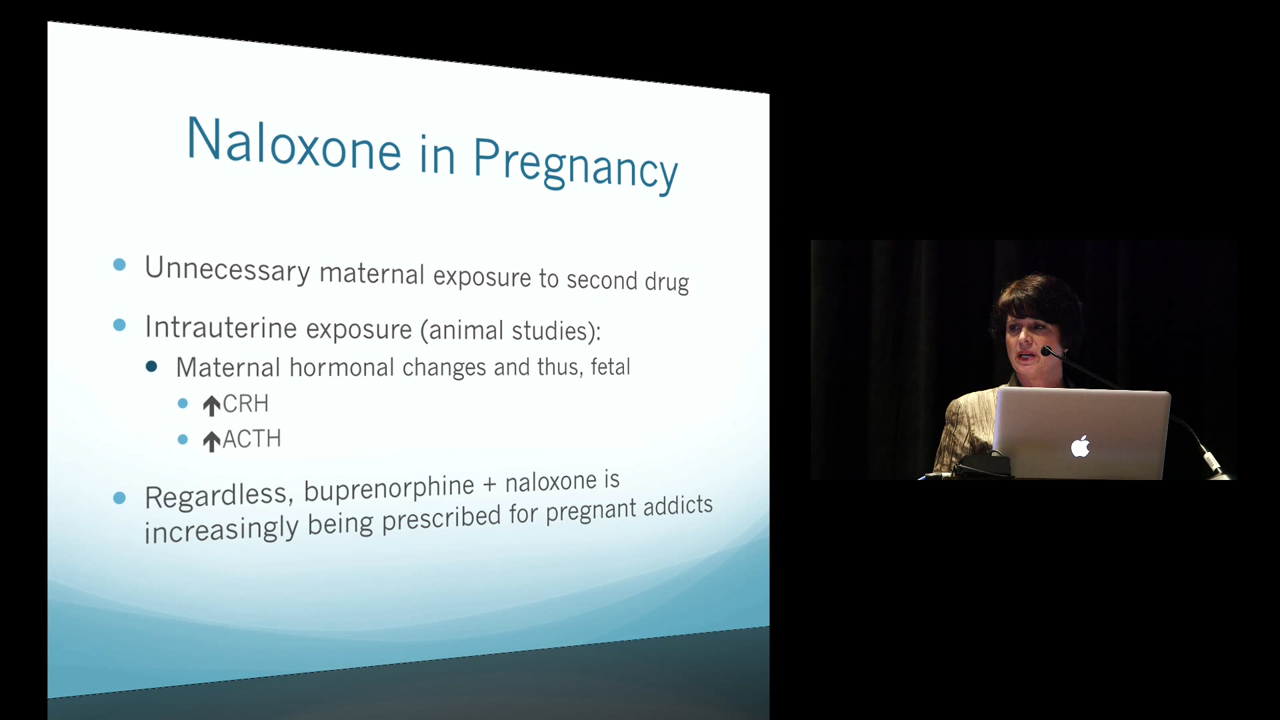 Naloxone in Pregnancy
Unnecessary maternal exposure to second drug
Intrauterine exposure (animal studies):
Maternal hormonal changes and thus, fetal
↑CRH
↑ACTH
Regardless, buprenorphine + naloxone is
increasingly being prescribed for pregnant addicts